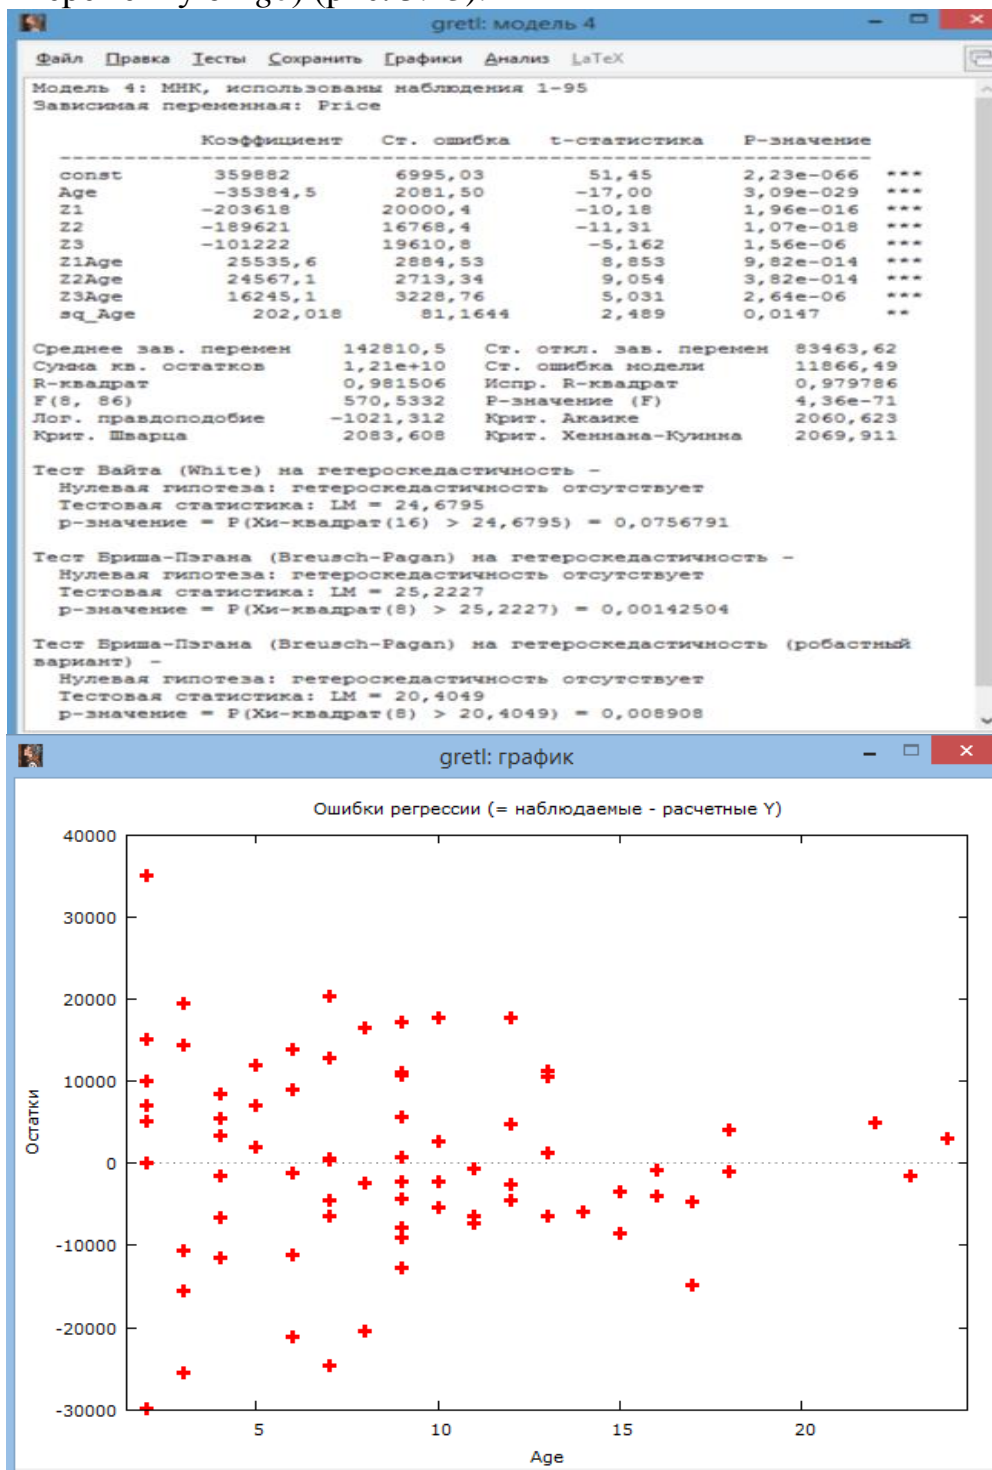 gretl: модель 4
Файл Правка Тесты Сохранить Графики Анализ LaTeX
Модель 4: МНК, использованы наблюдения 1-95
Зависимая переменная: Price
Коэффициент Ст. ошибка t-статистика P-значение
const 359882 6995,03 51,45 2,23e-066 ***
Age -35384,5 2081,50 -17,00 3,09e-029 ***
Z1 -203618 20000,4 -10,18 1,96e-016 ***
Z2 -189621 16768,4 -11,31 1,07e-018 ***
Z3 -101222 19610,8 -5,162 1,56e-06 ***
Z1Age 25535,6 2884,53 8,853 9,82e-014 ***
Z2Age 24567,1 2713,34 9,054 3,82e-014 ***
Z3Age 16245,1 3228,76 5,031 2,64e-06 ***
sq_Age 202,018 81,1644 2,489 0,0147 **
Среднее зав. перемен 142810,5 Ст. откл. зав. перемен 83463,62
Сумма кв. остатков 1,21e+10 Ст. ошибка модели 11866,49
R-квадрат 0,981506 Испр. R-квадрат 0,979786
F(8, 86) 570,5332 P-значение (F) 4,36e-71
Лог. правдоподобие -1021,312 Крит. Акаике 2060,623
Крит. Шварца 2083,608 Крит. Хеннана-Куинна 2069,911
Тест Вайта (White) на гетероскедастичность -
Нулевая гипотеза: гетероскедастичность отсутствует
Тестовая статистика: LM = 24,6795
р-значение = P(Хи-квадрат(16) > 24,6795) = 0,0756791
Тест Бриша-Пэгана (Breusch-Pagan) на гетероскедастичность -
Нулевая гипотеза: гетероскедастичность отсутствует
Тестовая статистика: LM = 25,2227
р-значение = P(Хи-квадрат(8) > 25,2227) = 0,00142504
Тест Бриша-Пэгана (Breusch-Pagan) на гетероскедастичность (робастный
вариант) -
Нулевая гипотеза: гетероскедастичность отсутствует
Тестовая статистика: LM = 20,4049
р-значение = P(Хи-квадрат(8) > 20,4049) = 0,008908
gretl: график
Ошибки регрессии (= наблюдаемые - расчетные Y)
40000
30000
20000
10000
0
-10000
-20000
-30000
Остатки
5 10 15 20
Age